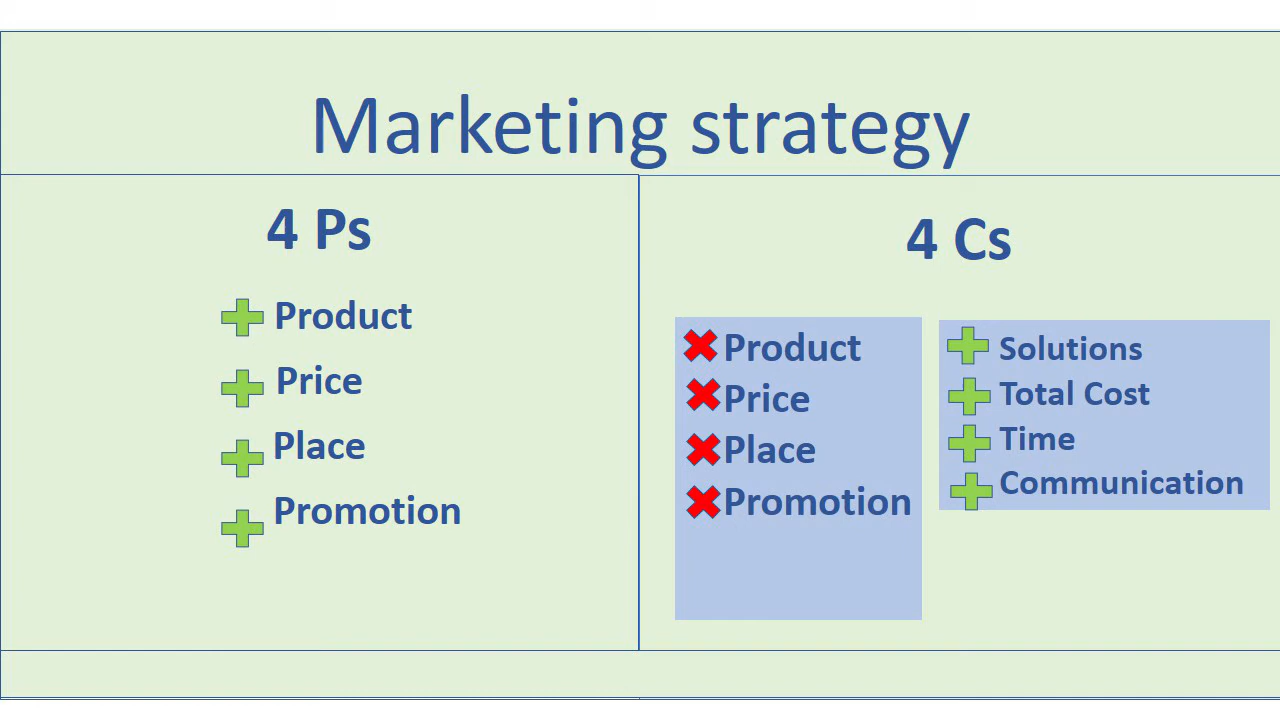 Marketing strategy
4 Ps
Product
Price
Place
Promotion
4 Cs
Product
Price
Place
Promotion
Solutions
Total Cost
Time
Communication